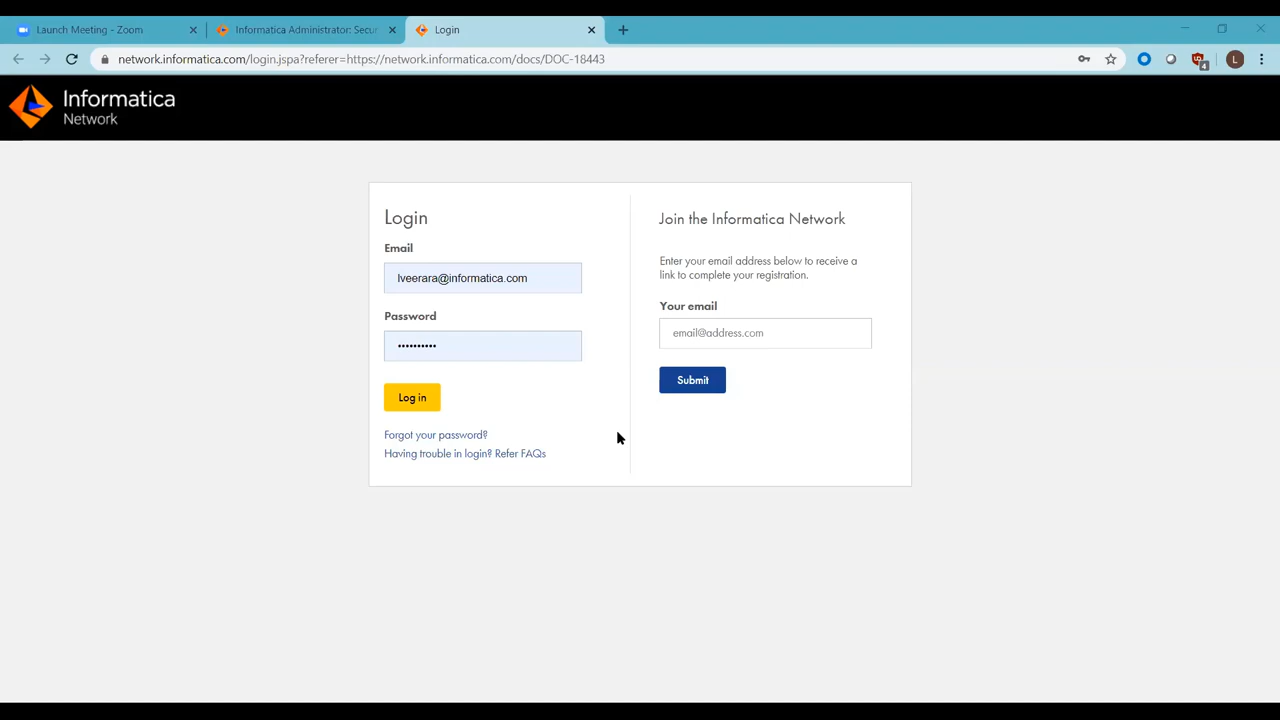 Launch Meeting - Zoom
Informatica Administrator: Secur
Login
network.informatica.com/login.jspa?referer=https://network.informatica.com/docs/DOC-18443
4
L
Informatica
Network
Login
Email
lveerara@informatica.com
Password
••••••••••
Log in
Forgot your password?
Having trouble in login? Refer FAQs
Join the Informatica Network
Enter your email address below to receive a
link to complete your registration.
Your email
email@address.com
Submit